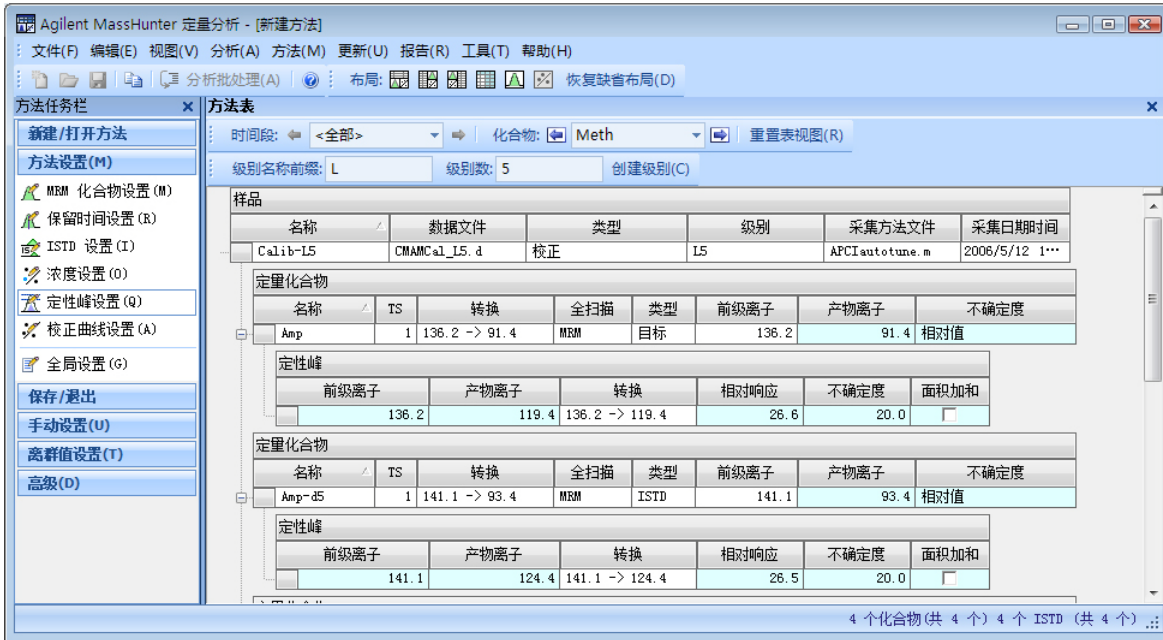 Agilent MassHunter 定量分析 - [新建方法]
文件(F) 编辑(E) 视图(V) 分析(A) 方法(M) 更新(U) 报告(R) 工具(T) 帮助(H)
分析批处理(A) 布局: 恢复缺省布局(D)
方法任务栏
新建/打开方法
方法设置(M)
MRM 化合物设置(M)
保留时间设置(R)
ISTD 设置(I)
浓度设置(O)
定性峰设置(Q)
校正曲线设置(A)
全局设置(G)
保存/退出
手动设置(U)
离群值设置(T)
高级(D)
方法表
时间段: <全部> 化合物: Meth 重置表视图(R)
级别名称前缀: L 级别数: 5 创建级别(C)
样品
名称 数据文件 类型 级别 采集方法文件 采集日期时间
Calib-L5 CMAMCal_L5.d 校正 L5 APCIautotune.m 2006/5/12 1…
定量化合物
名称 TS 转换 全扫描 类型 前级离子 产物离子 不确定度
Amp 1 136.2 -> 91.4 MRM 目标 136.2 91.4 相对值
定性峰
前级离子 产物离子 转换 相对响应 不确定度 面积加和
136.2 119.4 136.2 -> 119.4 26.6 20.0
定量化合物
名称 TS 转换 全扫描 类型 前级离子 产物离子 不确定度
Amp-d5 1 141.1 -> 93.4 MRM ISTD 141.1 93.4 相对值
定性峰
前级离子 产物离子 转换 相对响应 不确定度 面积加和
141.1 124.4 141.1 -> 124.4 26.5 20.0
4 个化合物(共 4 个) 4 个 ISTD (共 4 个)